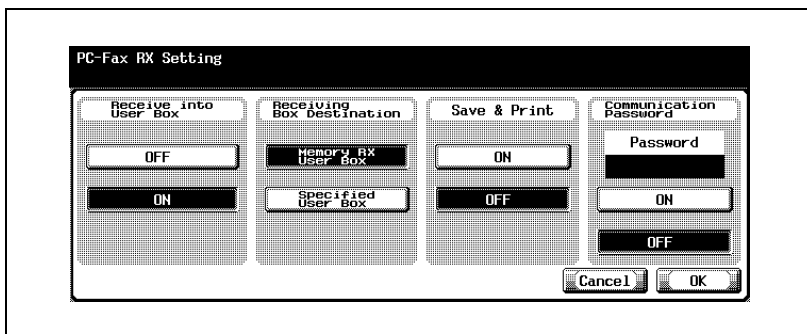 PC-Fax RX Setting
Receive into
User Box
OFF
ON
Receiving
Box Destination
Memory RX
User Box
Specified
User Box
Save & Print
ON
OFF
Communication
Password
Password
ON
OFF
Cancel
OK